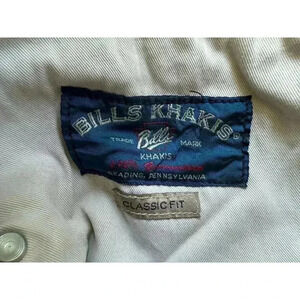 BILLS KHAKIS
TRADE Bills MARK
KHAKIS
READING, PENNSYLVANIA
CLASSIC FIT